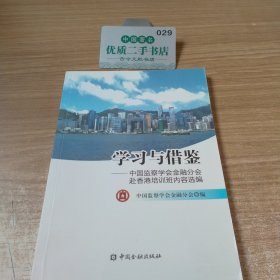 中国書店
029
优质二手书店
学习与借鉴
——中国监察学会金融分会
赴香港培训班内容选编
中国监察学会金融分会◎编
中国金融出版社